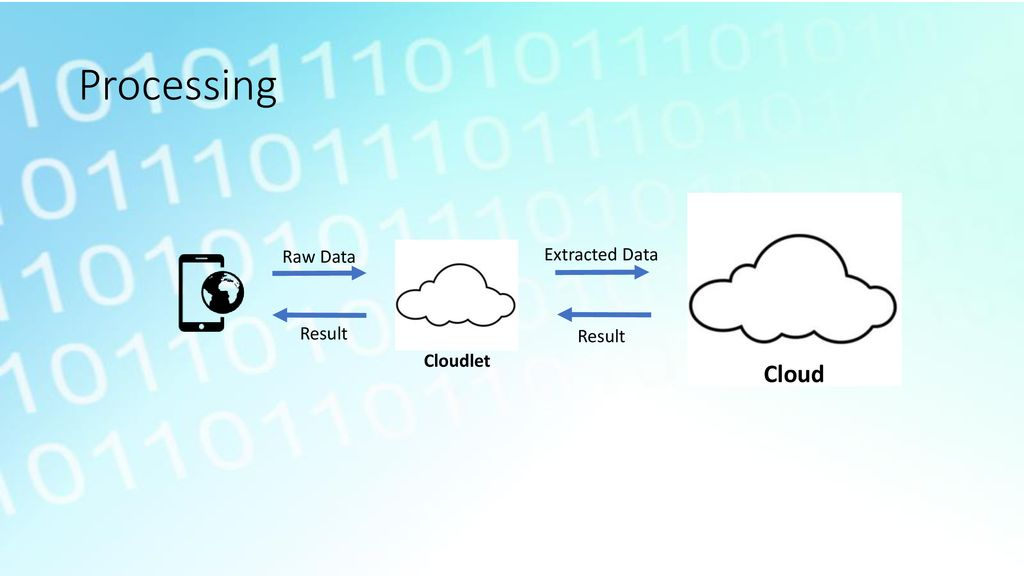 Processing
Raw Data
Extracted Data
Result
Result
Cloudlet
Cloud